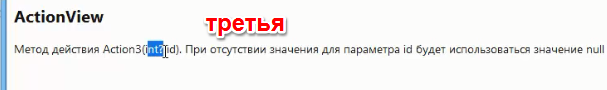 ActionView
третья
Метод действия Action3(int? id). При отсутствии значения для параметра id будет использоваться значение null